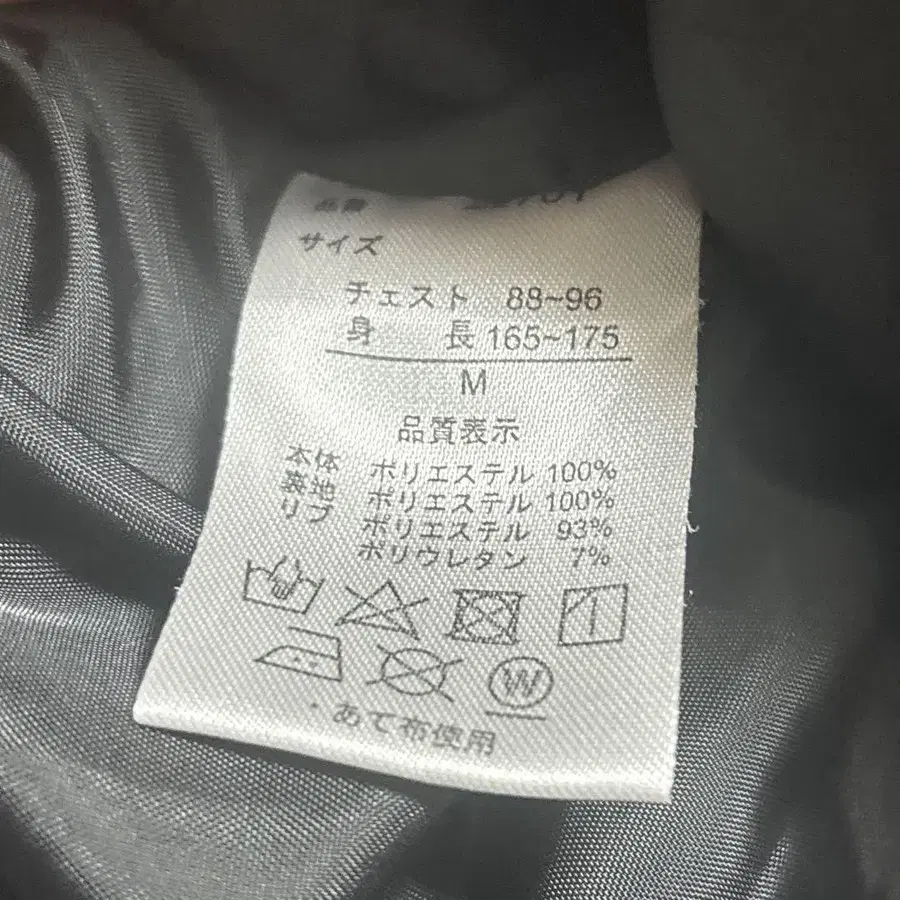 品番
サイズ
チェスト 88~96
身 長 165~175
M
品質表示
本体 ポリエステル 100%
裏地 ポリエステル 100%
リブ ポリエステル 93%
ポリウレタン 7%
W
・あて布使用